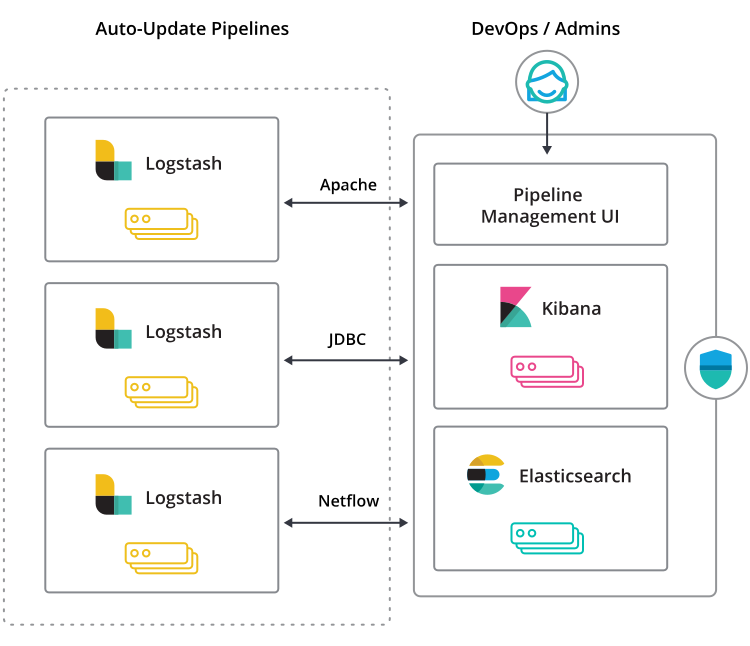 Auto-Update Pipelines
DevOps / Admins
Logstash
Apache
Pipeline
Management UI
Logstash
JDBC
Kibana
Logstash
Netflow
Elasticsearch